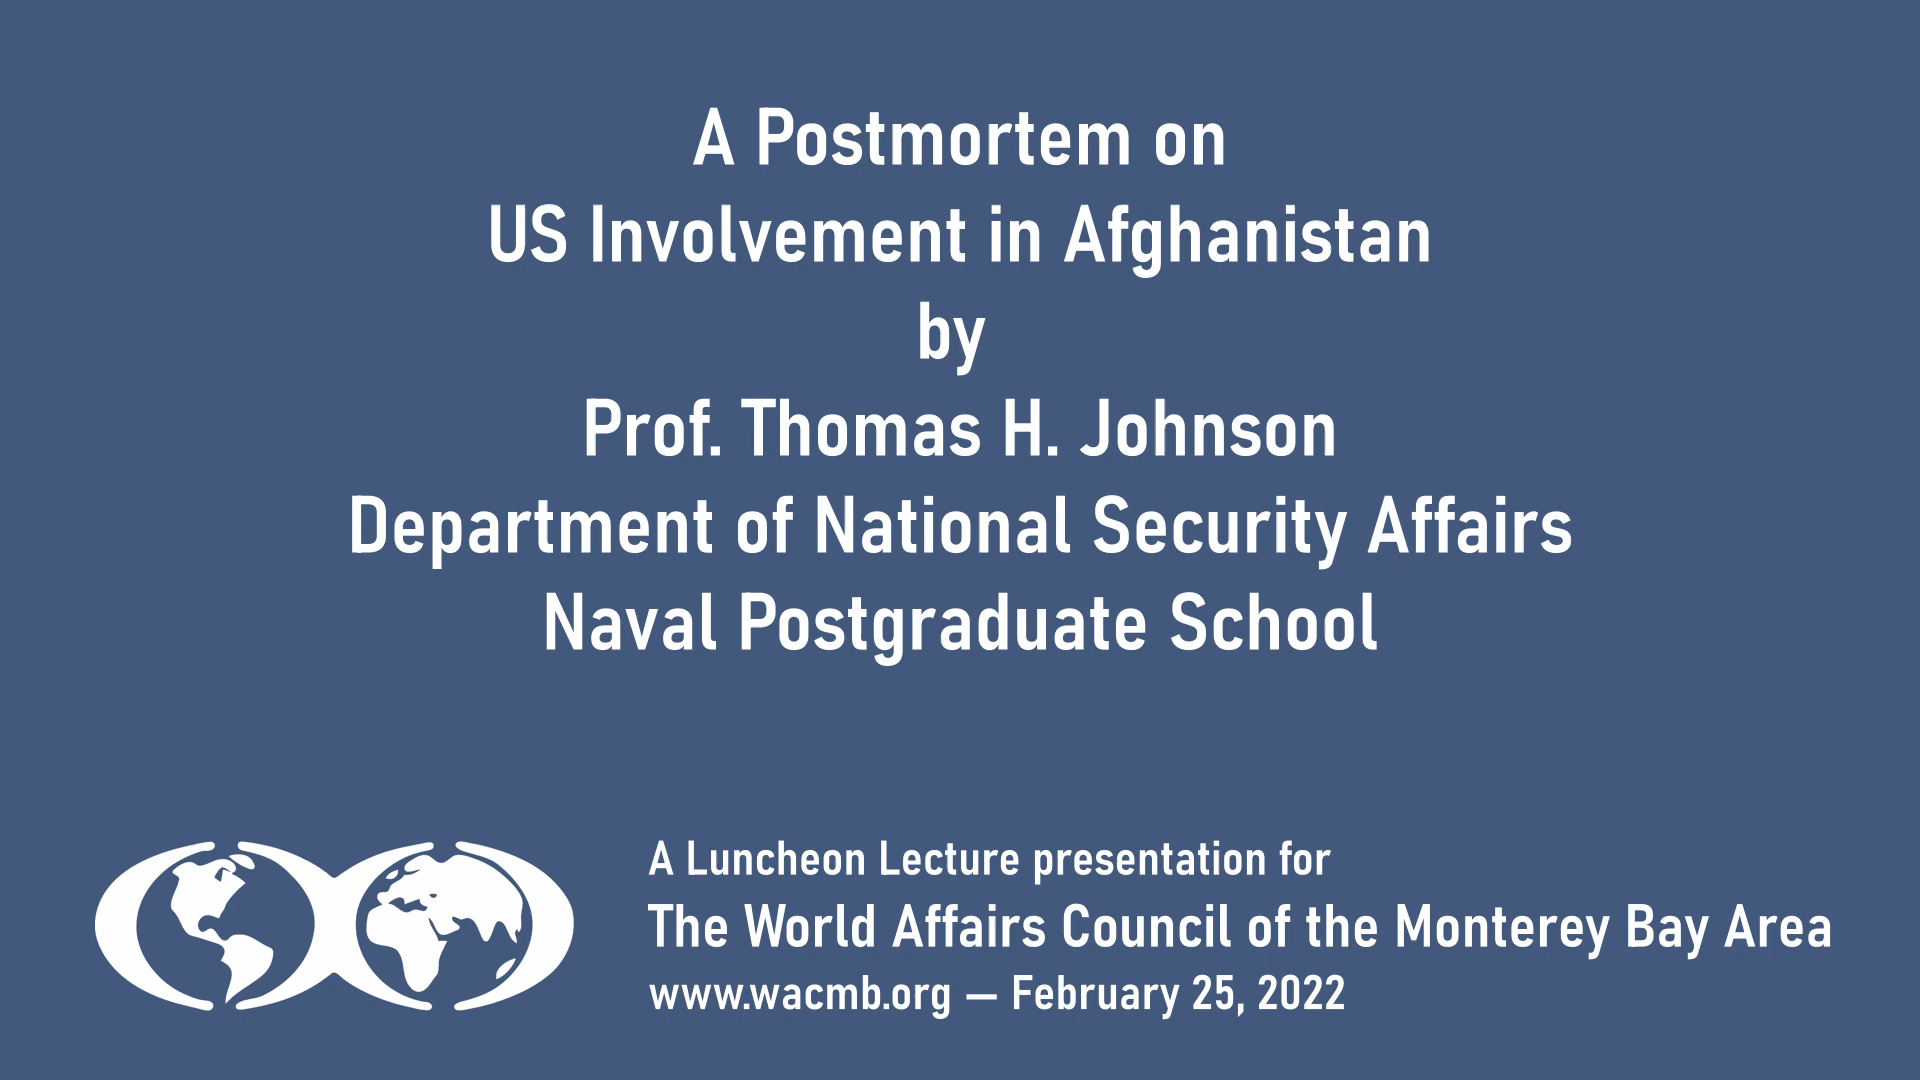 A Postmortem on
US Involvement in Afghanistan
by
Prof. Thomas H. Johnson
Department of National Security Affairs
Naval Postgraduate School
A Luncheon Lecture presentation for
The World Affairs Council of the Monterey Bay Area
www.wacmb.org — February 25, 2022